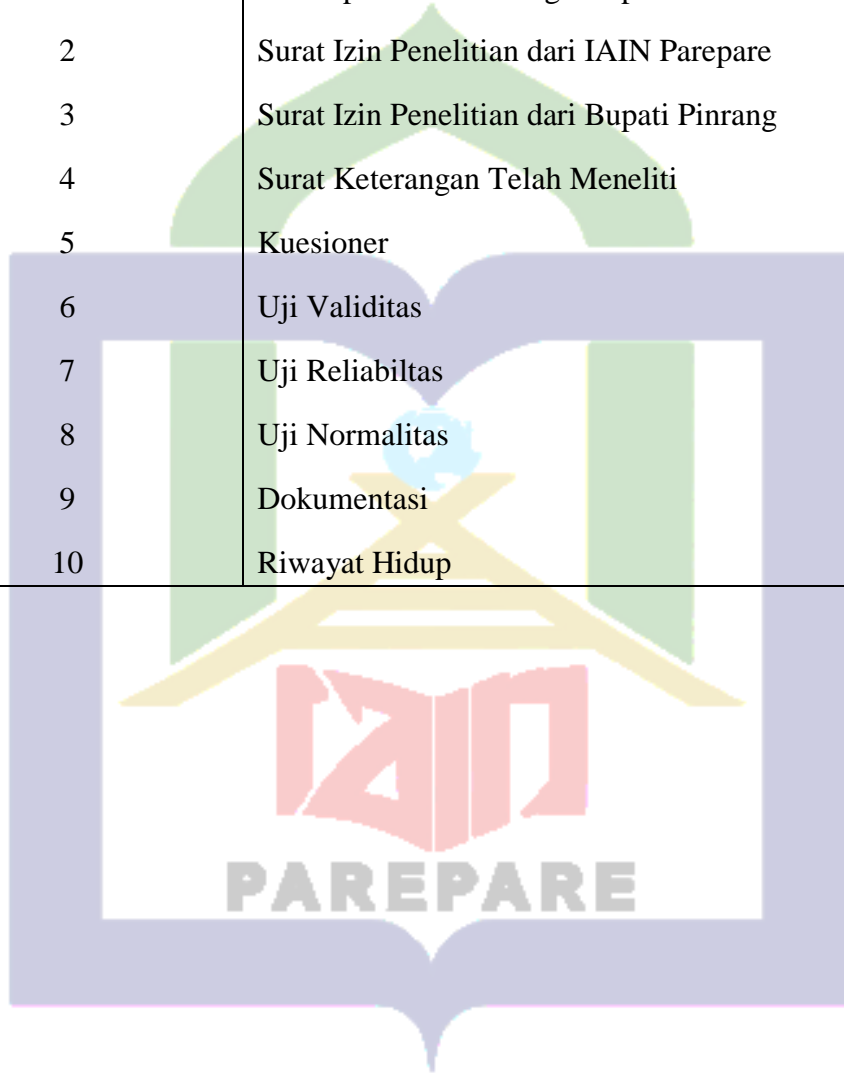 2 Surat Izin Penelitian dari IAIN Parepare
3 Surat Izin Penelitian dari Bupati Pinrang
4 Surat Keterangan Telah Meneliti
5 Kuesioner
6 Uji Validitas
7 Uji Reliabiltas
8 Uji Normalitas
9 Dokumentasi
10 Riwayat Hidup
iain
PAREPARE